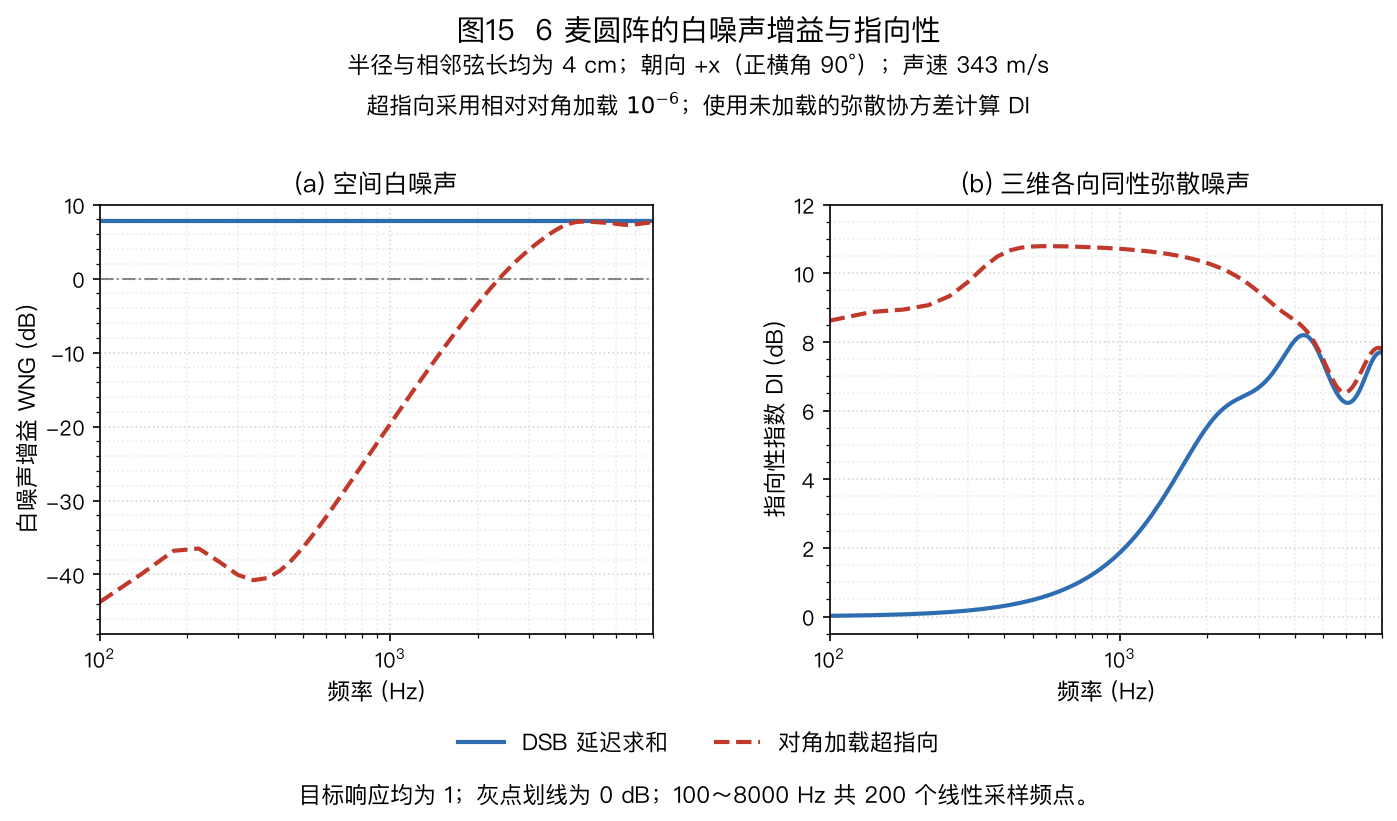 图15 6 麦圆阵的白噪声增益与指向性
半径与相邻弦长均为 4 cm；朝向 +x（正横角 90°）；声速 343 m/s
超指向采用相对对角加载 10⁻⁶；使用未加载的弥散协方差计算 DI
(a) 空间白噪声
白噪声增益 WNG (dB)
10
0
−10
−20
−30
−40
10²
10³
频率 (Hz)
(b) 三维各向同性弥散噪声
指向性指数 DI (dB)
12
10
8
6
4
2
0
10²
10³
频率 (Hz)
DSB 延迟求和
对角加载超指向
目标响应均为 1；灰点划线为 0 dB；100～8000 Hz 共 200 个线性采样频点。